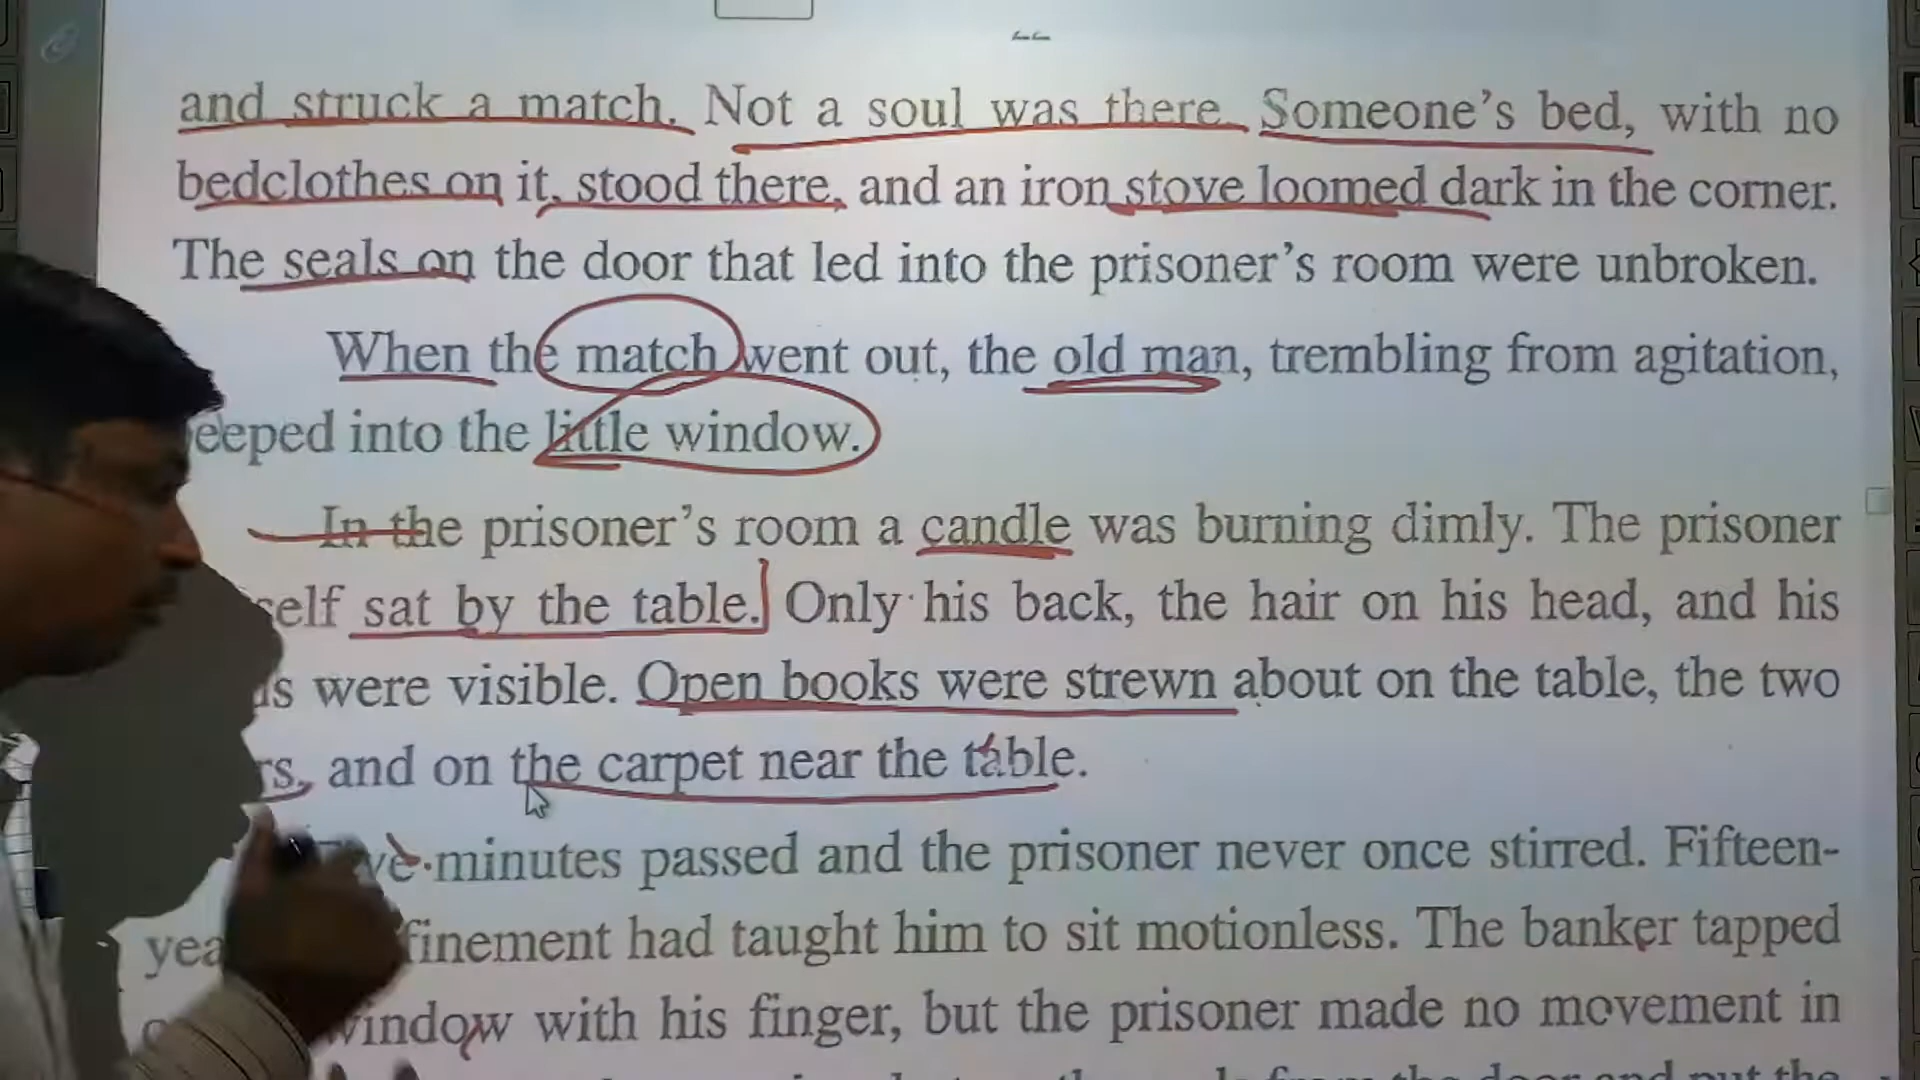 and struck a match. Not a soul was there. Someone's bed, with no
bedclothes on it, stood there, and an iron stove loomed dark in the corner.
The seals on the door that led into the prisoner's room were unbroken.
When the match went out, the old man, trembling from agitation,
eeped into the little window.
In the prisoner's room a candle was burning dimly. The prisoner
self sat by the table. Only his back, the hair on his head, and his
were visible. Open books were strewn about on the table, the two
and on the carpet near the table.
minutes passed and the prisoner never once stirred. Fifteen-
yea finement had taught him to sit motionless. The banker tapped
window with his finger, but the prisoner made no movement in